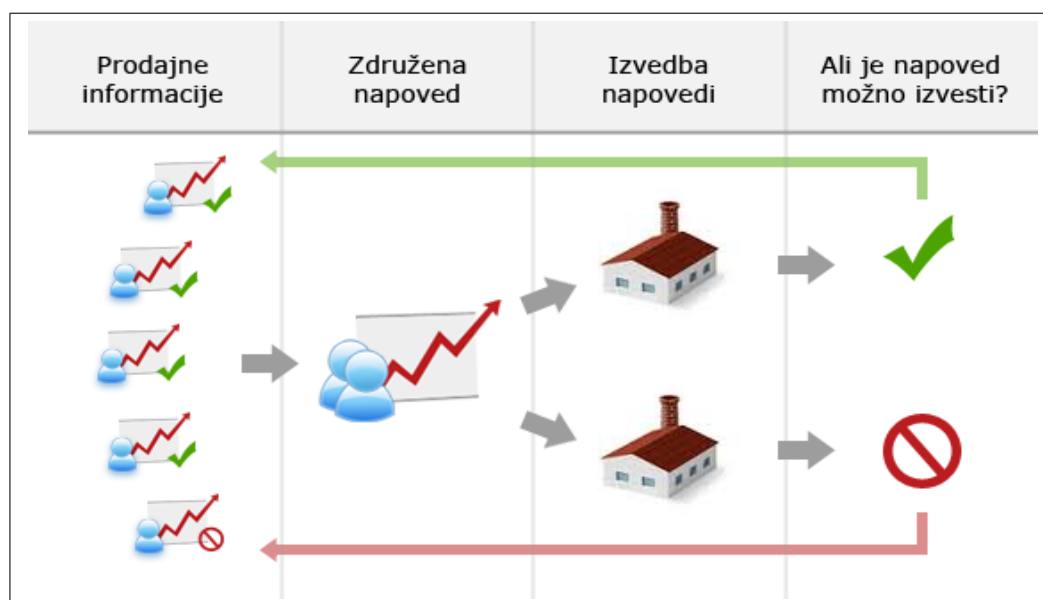 Prodajne
informacije
Združena
napoved
Izvedba
napovedi
Ali je napoved
možno izvesti?